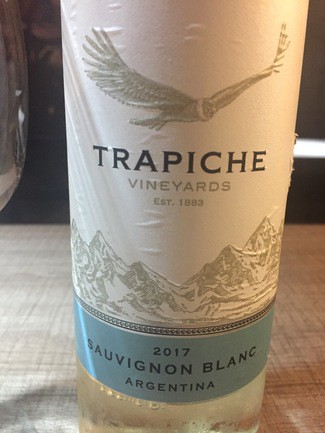 TRAPICHE
VINEYARDS
EST. 1883
2017
SAUVIGNON BLANC
ARGENTINA